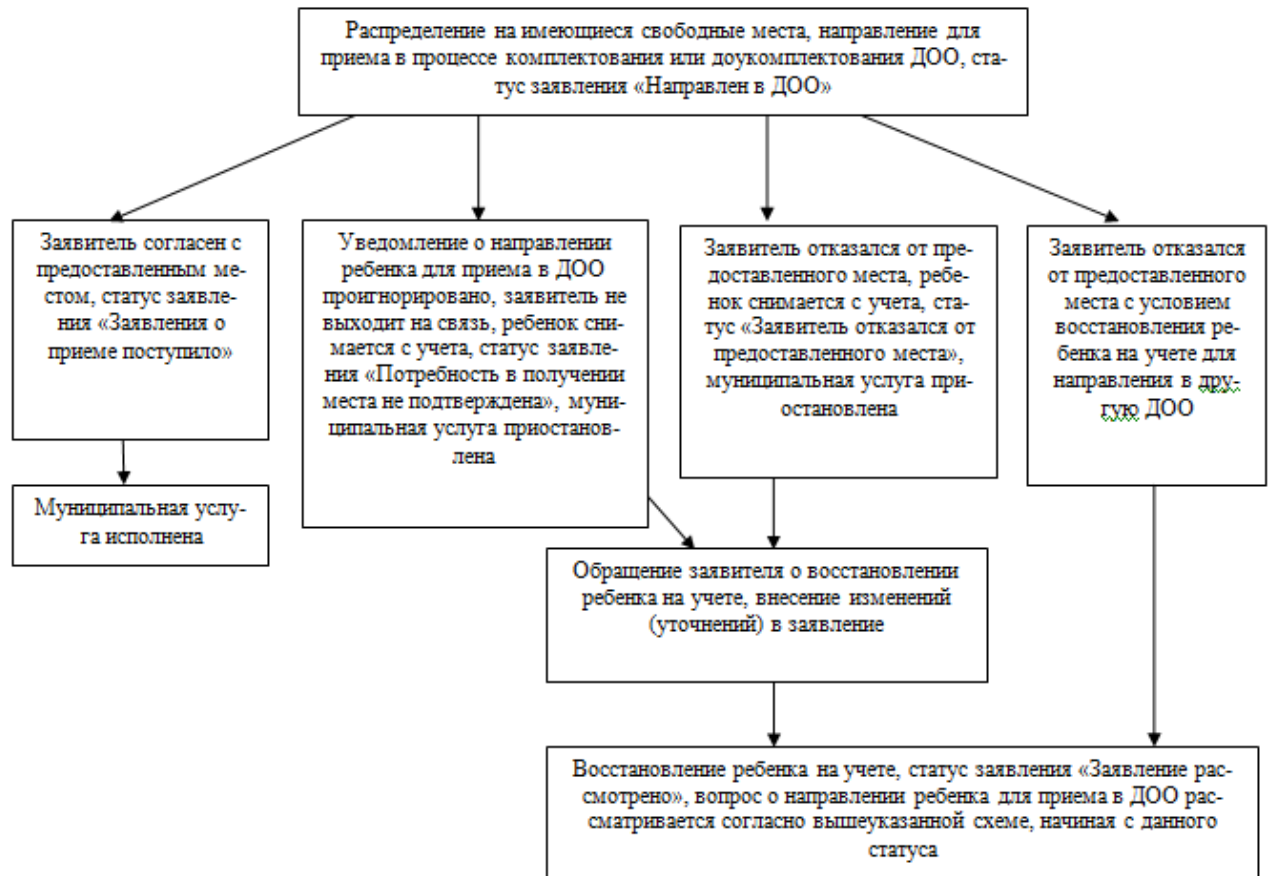 Распределение на имеющиеся свободные места, направление для
приема в процессе комплектования или доукомплектования ДОО, ста-
тус заявления «Направлен в ДОО»
Заявитель согласен с
предоставленным ме-
стом, статус заявле-
ния «Заявления о
приеме поступило»
Уведомление о направлении
ребенка для приема в ДОО
проигнорировано, заявитель не
выходит на связь, ребенок сни-
мается с учета, статус заявле-
ния «Потребность в получении
места не подтверждена», муни-
ципальная услуга приостанов-
лена
Заявитель отказался от пре-
доставленного места, ребе-
нок снимается с учета, ста-
тус «Заявитель отказался от
предоставленного места»,
муниципальная услуга при-
остановлена
Заявитель отказался
от предоставленного
места с условием
восстановления ре-
бенка на учете для
направления в дру-
гую ДОО
Муниципальная услу-
га исполнена
Обращение заявителя о восстановлении
ребенка на учете, внесение изменений
(уточнений) в заявление
Восстановление ребенка на учете, статус заявления «Заявление рас-
смотрено», вопрос о направлении ребенка для приема в ДОО рас-
сматривается согласно вышеуказанной схеме, начиная с данного
статуса